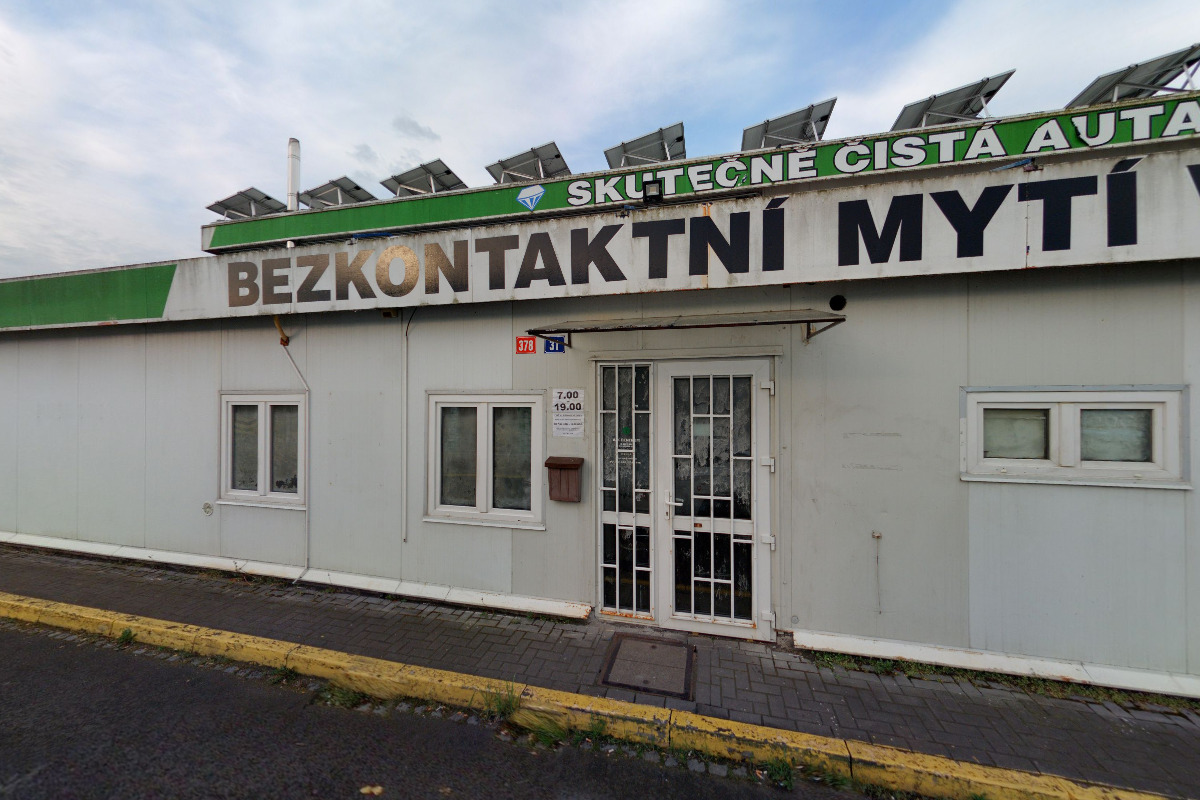 SKUTEČNĚ ČISTÁ AUTA
BEZKONTAKTNÍ MYTÍ
378
31
7.00
19.00